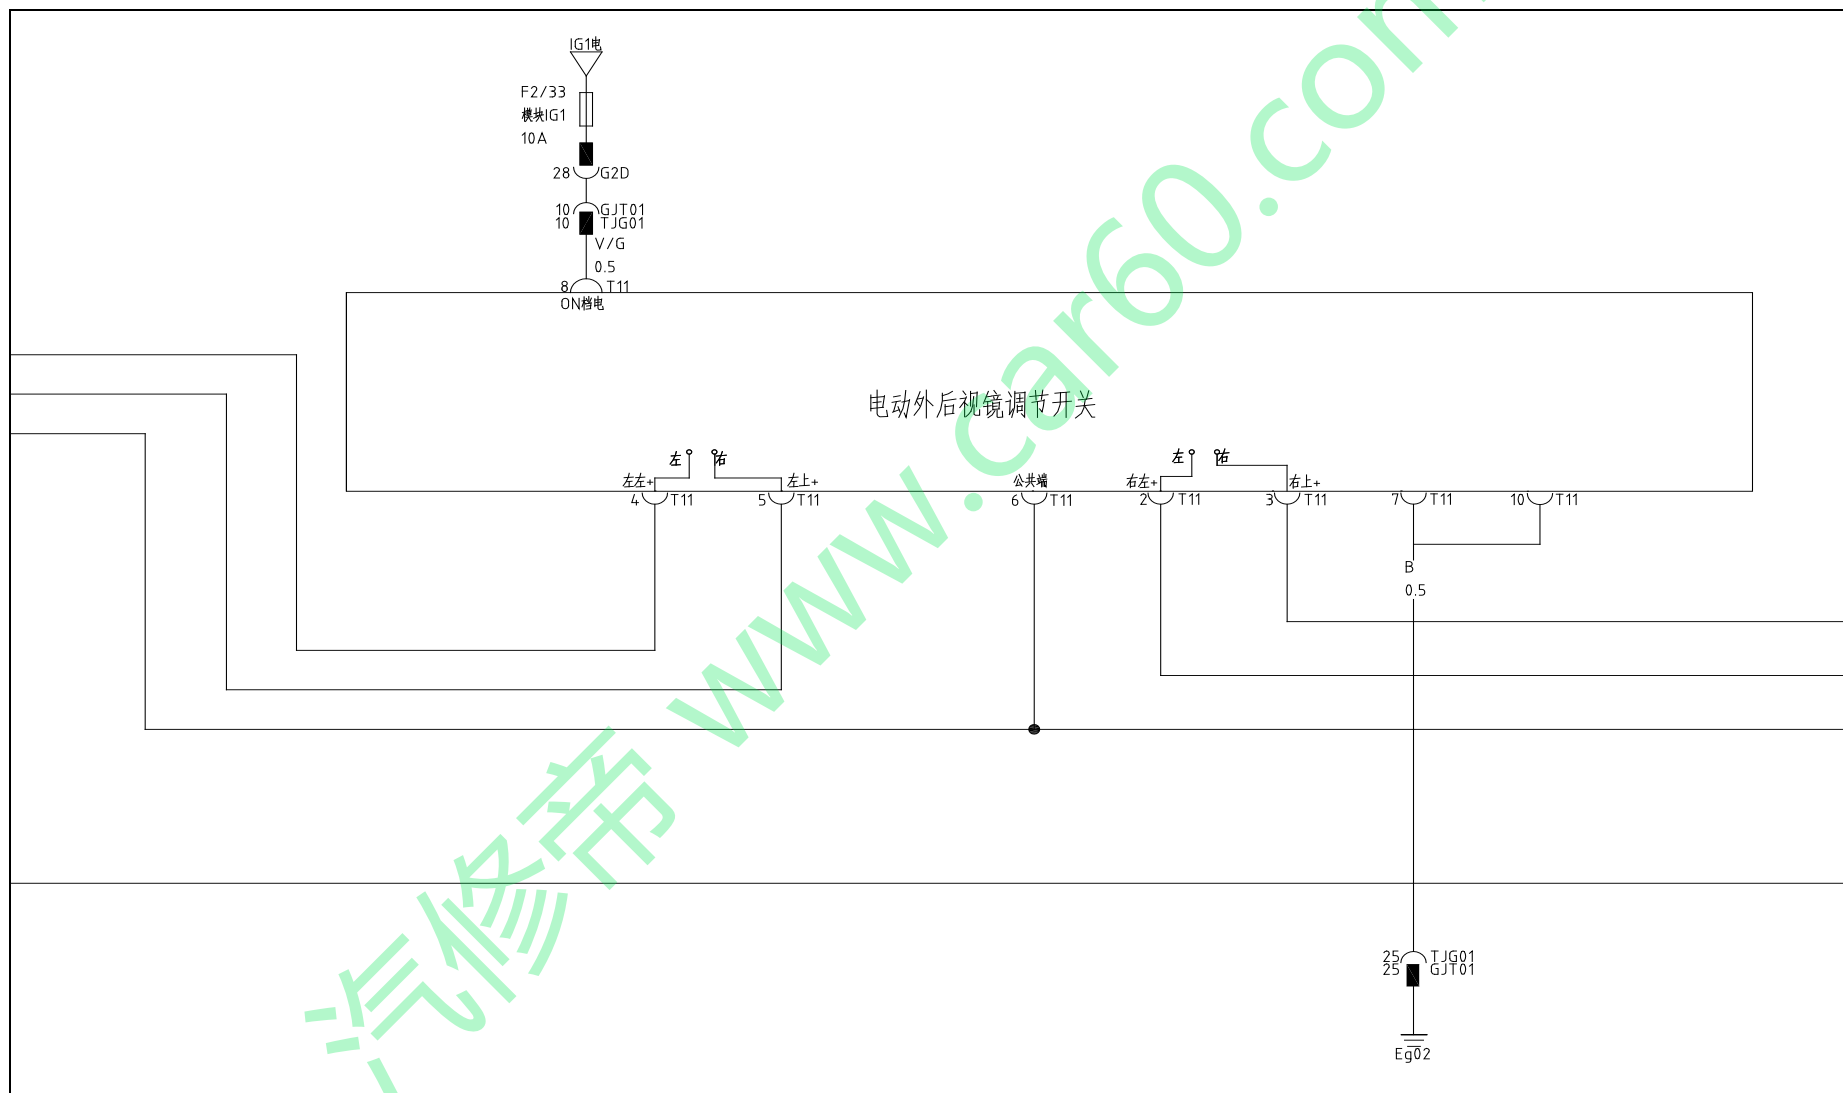 IG1电
F2/33
模块IG1
10A
28 G2D
10 GJT01
10 TJG01
V/G
0.5
8 T11
ON档电
电动外后视镜调节开关
左 右 左 右
左左+ 左上+ 公共端 右左+ 右上+
4 T11 5 T11 6 T11 2 T11 3 T11 7 T11 10 T11
B
0.5
25 TJG01
25 GJT01
Eg02
汽修帝 www.car60.com